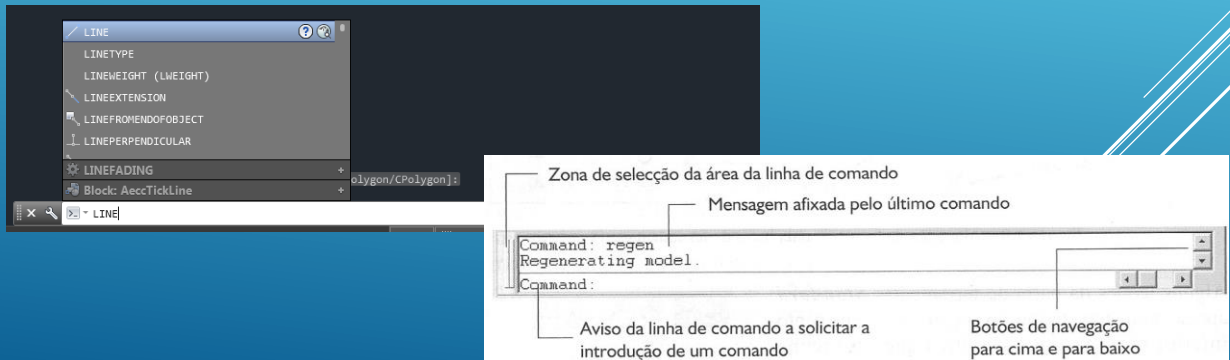 LINE
LINETYPE
LINEWEIGHT (LWEIGHT)
LINEEXTENSION
LINEFROMENDOFOBJECT
LINEPERPENDICULAR
LINEFADING
Block: AeccTickLine
olygon/CPolygon]:
LINE
Zona de selecção da área da linha de comando
Mensagem afixada pelo último comando
Command: regen
Regenerating model.
Command:
Aviso da linha de comando a solicitar a
introdução de um comando
Botões de navegação
para cima e para baixo